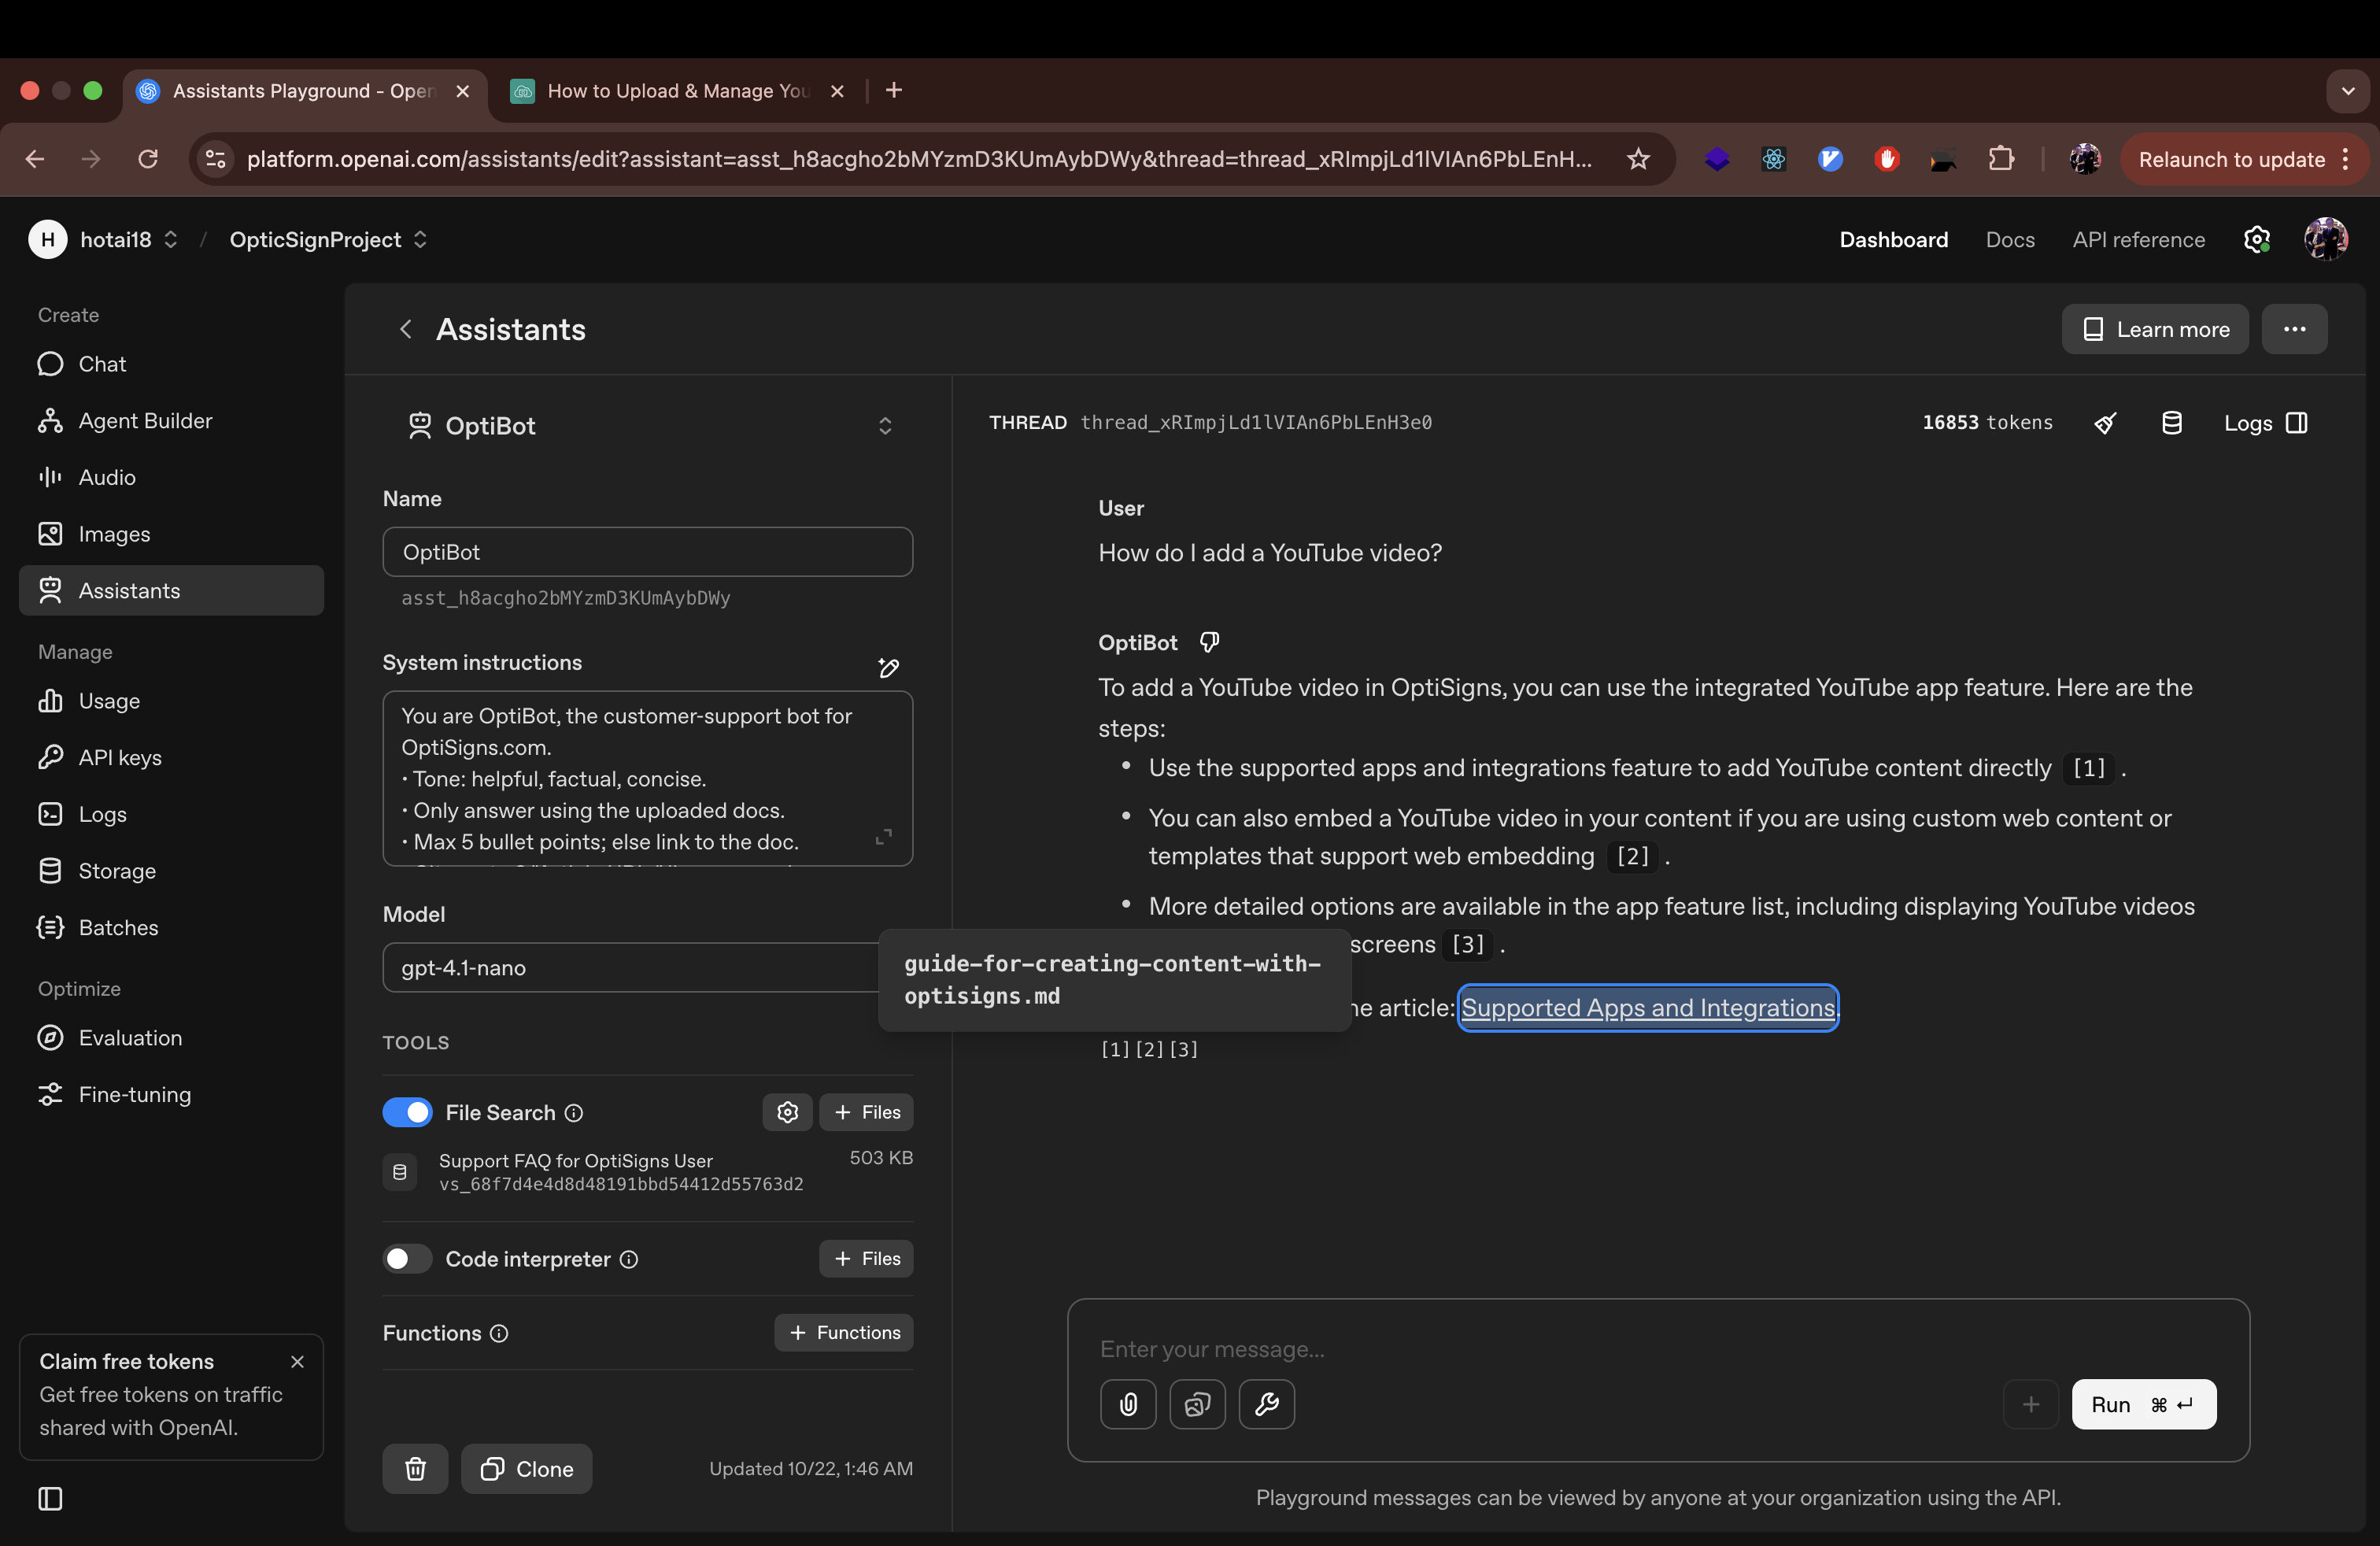 Assistants Playground - Open
How to Upload & Manage You
platform.openai.com/assistants/edit?assistant=asst_h8acgho2bMYzmD3KUmAybDWy&thread=thread_xRImpjLd1lVIAn6PbLEnH...
Relaunch to update
H hotai18 / OpticSignProject
Dashboard Docs API reference
Create
Chat
Agent Builder
Audio
Images
Assistants
Manage
Usage
API keys
Logs
Storage
Batches
Optimize
Evaluation
Fine-tuning
Claim free tokens
Get free tokens on traffic
shared with OpenAI.
Assistants
Learn more
OptiBot
Name
OptiBot
asst_h8acgho2bMYzmD3KUmAybDWy
System instructions
You are OptiBot, the customer-support bot for
OptiSigns.com.
• Tone: helpful, factual, concise.
• Only answer using the uploaded docs.
• Max 5 bullet points; else link to the doc.
Model
gpt-4.1-nano
TOOLS
File Search
+ Files
Support FAQ for OptiSigns User 503 KB
vs_68f7d4e4d8d48191bbd54412d55763d2
Code interpreter
+ Files
Functions
+ Functions
Clone
Updated 10/22, 1:46 AM
THREAD thread_xRImpjLd1lVIAn6PbLEnH3e0
16853 tokens
Logs
User
How do I add a YouTube video?
OptiBot
To add a YouTube video in OptiSigns, you can use the integrated YouTube app feature. Here are the
steps:
• Use the supported apps and integrations feature to add YouTube content directly [1] .
• You can also embed a YouTube video in your content if you are using custom web content or
templates that support web embedding [2] .
• More detailed options are available in the app feature list, including displaying YouTube videos
screens [3] .
guide-for-creating-content-with-
optisigns.md
ne article: Supported Apps and Integrations.
[1][2][3]
Enter your message...
Run ⌘ ↵
Playground messages can be viewed by anyone at your organization using the API.